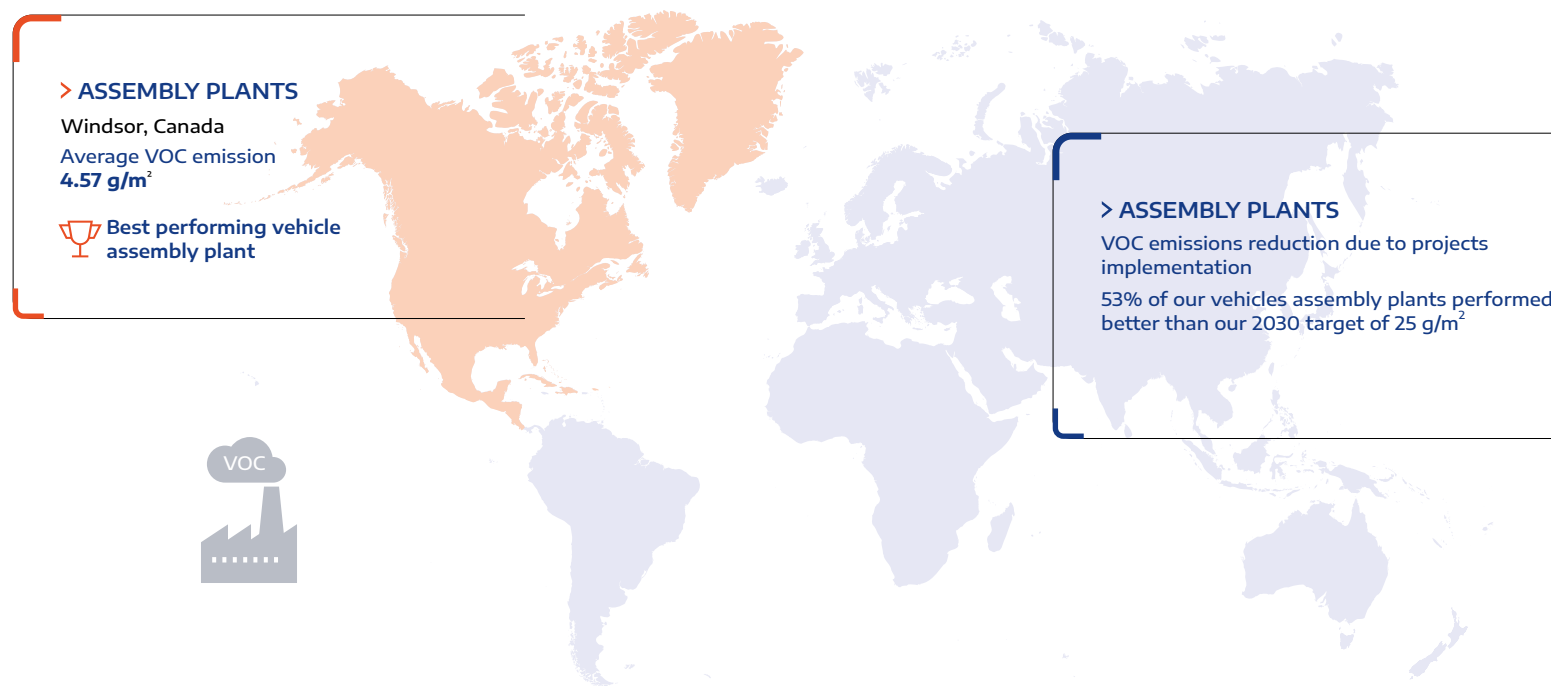 > ASSEMBLY PLANTS
Windsor, Canada
Average VOC emission
4.57 g/m²
Best performing vehicle
assembly plant
> ASSEMBLY PLANTS
VOC emissions reduction due to projects
implementation
53% of our vehicles assembly plants performed
better than our 2030 target of 25 g/m²
VOC